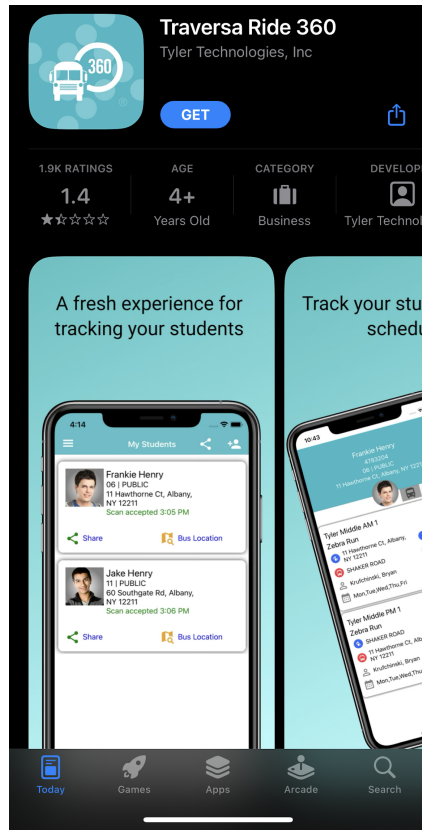 360
®
Traversa Ride 360
Tyler Technologies, Inc
GET
1.9K RATINGS
1.4
AGE
4+
Years Old
CATEGORY
Business
DEVELOP
Tyler Technol
A fresh experience for
tracking your students
4:14
My Students
Frankie Henry
06 | PUBLIC
11 Hawthorne Ct, Albany,
NY 12211
Scan accepted 3:05 PM
Share
Bus Location
Jake Henry
11 | PUBLIC
60 Southgate Rd, Albany,
NY 12211
Scan accepted 3:06 PM
Share
Bus Location
Track your stu
schedu
10:43
Frankie Henry
4783204
06 | PUBLIC
11 Hawthorne Ct, Albany, NY 12211
Tyler Middle AM 1
Zebra Run
11 Hawthorne Ct, Albany,
NY 12211
SHAKER ROAD
Krutchinski, Bryan
Mon,Tue,Wed,Thu,Fri
Tyler Middle PM 1
Zebra Run
SHAKER ROAD
11 Hawthorne Ct, Alb
NY 12211
Krutchinski, Bryan
Mon,Tue,Wed,Thu
Today
Games
Apps
Arcade
Search